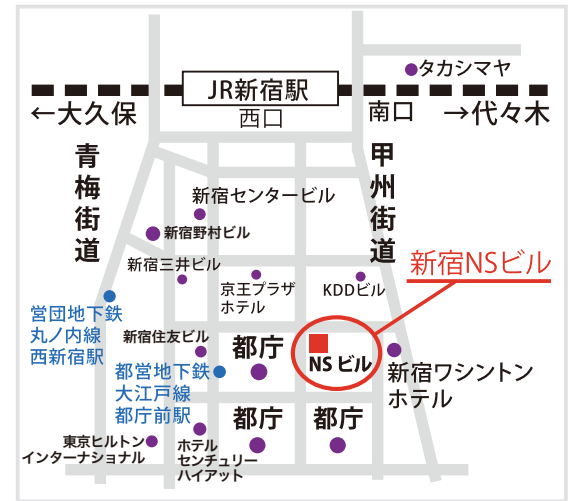 タカシマヤ
JR新宿駅
←大久保
西口
南口
→代々木
青梅街道
甲州街道
新宿センタービル
新宿野村ビル
新宿三井ビル
京王プラザ
ホテル
KDDビル
新宿NSビル
営団地下鉄
丸ノ内線
西新宿駅
新宿住友ビル
都庁
NSビル
都営地下鉄
大江戸線
都庁前駅
新宿ワシントン
ホテル
都庁
都庁
東京ヒルトン
インターナショナル
ホテル
センチュリー
ハイアット